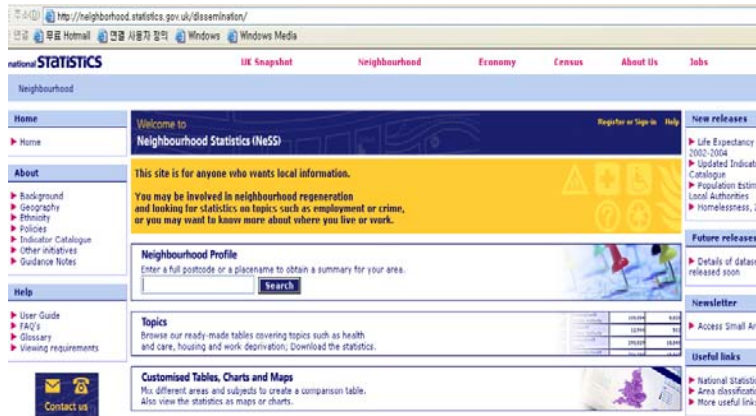 주소(D) http://neighborhood.statistics.gov.uk/dissemination/
연결 무료 Hotmail 연결 사용자 정의 Windows Windows Media
national STATISTICS
UK Snapshot Neighbourhood Economy Census About Us Jobs
Neighbourhood
Home
Home
About
Background
Geography
Ethnicity
Policies
Indicator Catalogue
Other initiatives
Guidance Notes
Help
User Guide
FAQ's
Glossary
Viewing requirements
Contact us
Welcome to
Neighbourhood Statistics (NeSS)
Register or Sign-in Help
This site is for anyone who wants local information.
You may be involved in neighbourhood regeneration
and looking for statistics on topics such as employment or crime,
or you may want to know more about where you live or work.
Neighbourhood Profile
Enter a full postcode or a placename to obtain a summary for your area.
Search
Topics
Browse our ready-made tables covering topics such as health
and care, housing and work deprivation; Download the statistics.
Customised Tables, Charts and Maps
Mix different areas and subjects to create a comparison table.
Also view the statistics as maps or charts.
New releases
Life Expectancy
2002-2004
Updated Indicat
Catalogue
Population Estim
Local Authorities
Homelessness,
Future releases
Details of datase
released soon
Newsletter
Access Small Ar
Useful links
National Statisti
Area classificati
More useful link